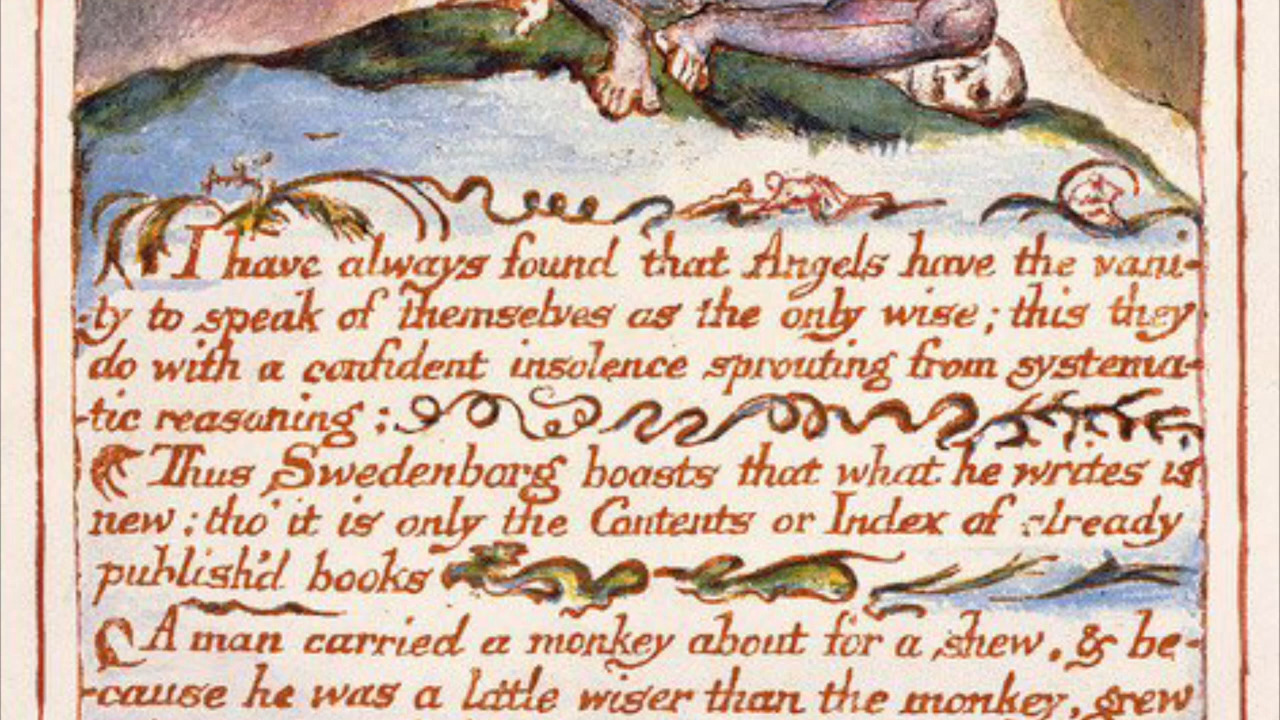 I have always found that Angels have the vani-
-ty to speak of themselves as the only wise; this they
do with a confident insolence sprouting from systema-
-tic reasoning;
Thus Swedenborg boasts that what he writes is
new; tho' it is only the Contents or Index of already
publish'd books
A man carried a monkey about for a shew, & be-
-cause he was a little wiser than the monkey, grew